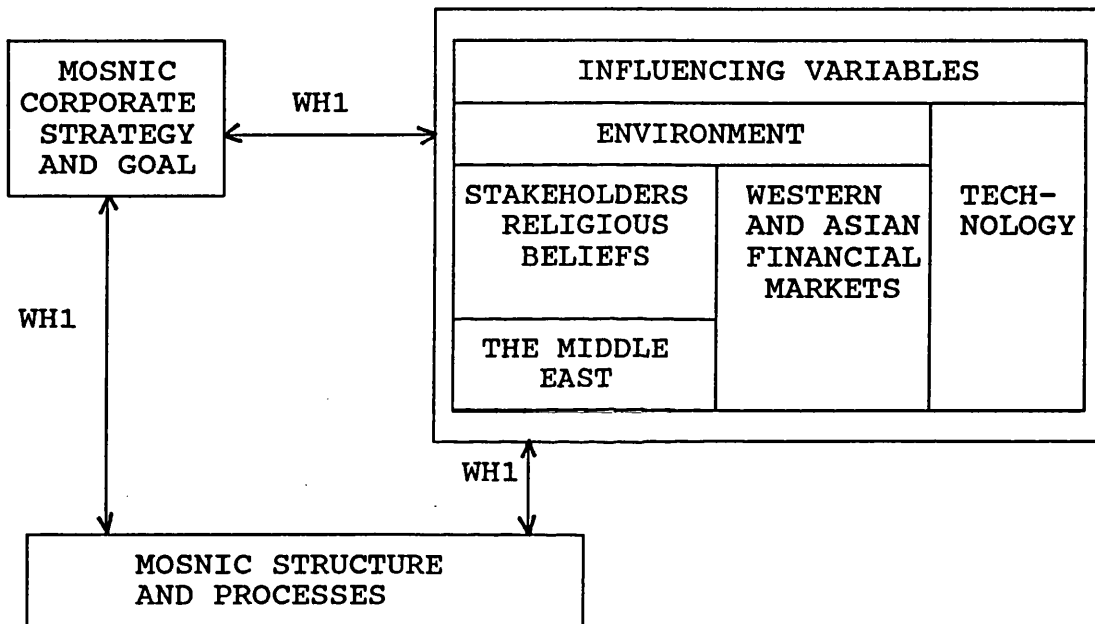 MOSNIC
CORPORATE
STRATEGY
AND GOAL
WH1
INFLUENCING VARIABLES
ENVIRONMENT
STAKEHOLDERS
RELIGIOUS
BELIEFS
WESTERN
AND ASIAN
FINANCIAL
MARKETS
TECH-
NOLOGY
THE MIDDLE
EAST
WH1
WH1
MOSNIC STRUCTURE
AND PROCESSES